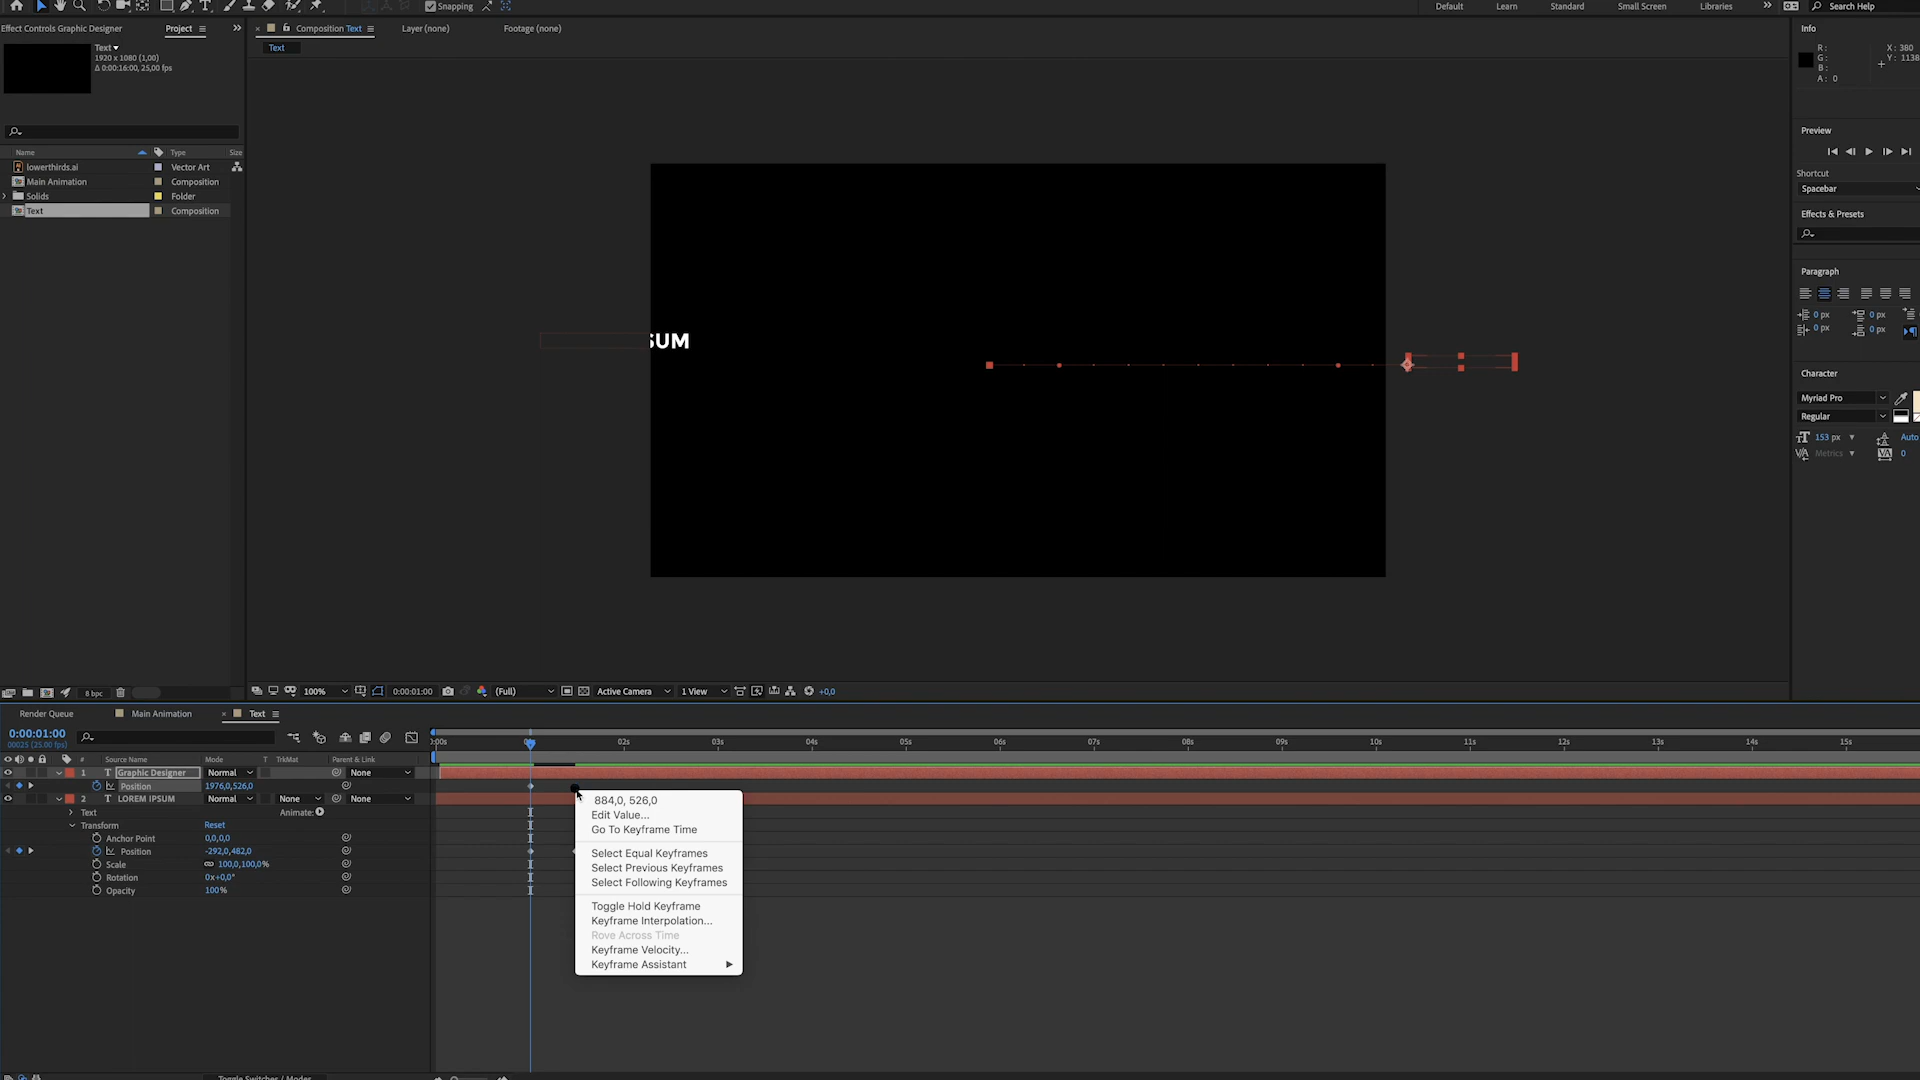 Snapping
Default
Learn
Standard
Small Screen
Libraries
Search Help
Effect Controls Graphic Designer
Project
Composition Text
Layer (none)
Footage (none)
Info
Text
1920 x 1080 (1,00)
Δ 0:00:16:00, 25,00 fps
Text
R:
G:
B:
A: 0
X: 380
Y: 1138
Preview
Shortcut
Spacebar
Effects & Presets
Name
Type
Size
lowerthirds.ai
Vector Art
Main Animation
Composition
Solids
Folder
Text
Composition
SUM
Paragraph
0 px
0 px
0 px
0 px
Character
Myriad Pro
Regular
153 px
Auto
Metrics
0
8 bpc
100%
0:00:01:00
(Full)
Active Camera
1 View
+0,0
Render Queue
Main Animation
Text
0:00:01:00
00025 (25.00 fps)
:00s
02s
03s
04s
05s
06s
07s
08s
09s
10s
11s
12s
13s
14s
15s
#
Source Name
Mode
T
TrkMat
Parent & Link
1
T
Graphic Designer
Normal
None
Position
1976,0,526,0
2
T
LOREM IPSUM
Normal
None
None
Text
Animate:
Transform
Reset
Anchor Point
0,0,0,0
Position
-292,0,482,0
Scale
100,0,100,0%
Rotation
0x+0,0°
Opacity
100%
884,0, 526,0
Edit Value...
Go To Keyframe Time
Select Equal Keyframes
Select Previous Keyframes
Select Following Keyframes
Toggle Hold Keyframe
Keyframe Interpolation...
Rove Across Time
Keyframe Velocity...
Keyframe Assistant
Toggle Switches / Modes